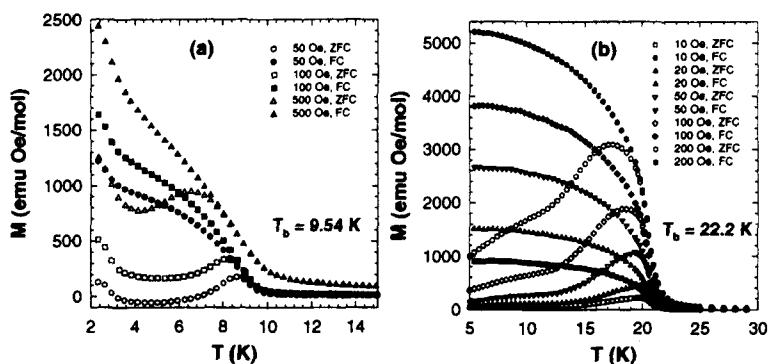 (a)
50 Oe, ZFC
50 Oe, FC
100 Oe, ZFC
100 Oe, FC
500 Oe, ZFC
500 Oe, FC
T_b = 9.54 K
M (emu Oe/mol)
2500
2000
1500
1000
500
0
2 4 6 8 10 12 14
T (K)
(b)
10 Oe, ZFC
10 Oe, FC
20 Oe, ZFC
20 Oe, FC
50 Oe, ZFC
50 Oe, FC
100 Oe, ZFC
100 Oe, FC
200 Oe, ZFC
200 Oe, FC
T_b = 22.2 K
M (emu Oe/mol)
5000
4000
3000
2000
1000
0
5 10 15 20 25 30
T (K)